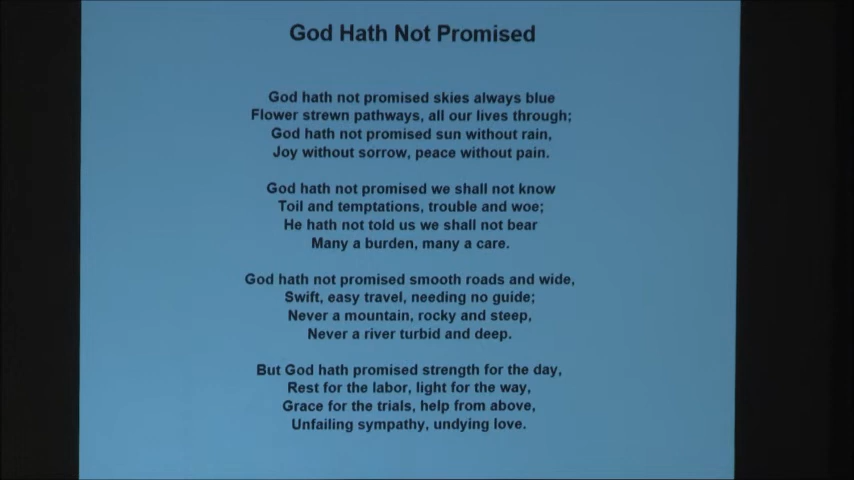 God Hath Not Promised
God hath not promised skies always blue
Flower strewn pathways, all our lives through;
God hath not promised sun without rain,
Joy without sorrow, peace without pain.
God hath not promised we shall not know
Toil and temptations, trouble and woe;
He hath not told us we shall not bear
Many a burden, many a care.
God hath not promised smooth roads and wide,
Swift, easy travel, needing no guide;
Never a mountain, rocky and steep,
Never a river turbid and deep.
But God hath promised strength for the day,
Rest for the labor, light for the way,
Grace for the trials, help from above,
Unfailing sympathy, undying love.